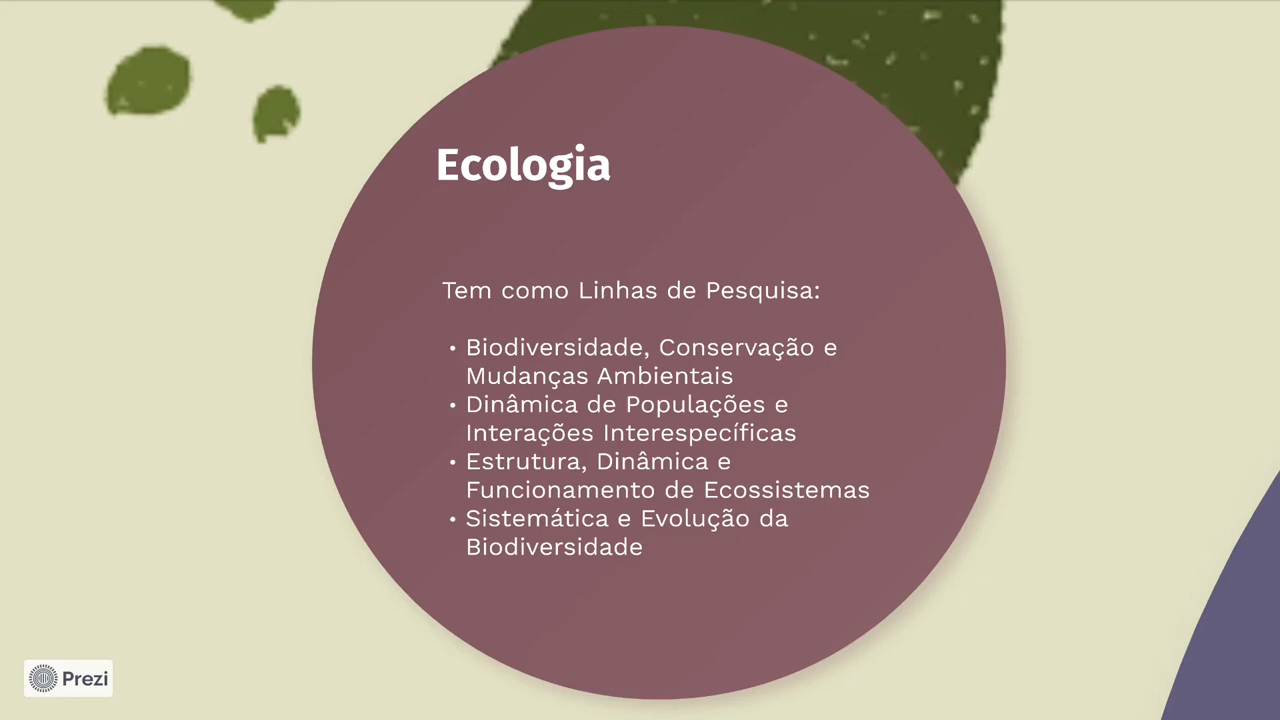 Ecologia
Tem como Linhas de Pesquisa:
• Biodiversidade, Conservação e
Mudanças Ambientais
• Dinâmica de Populações e
Interações Interespecíficas
• Estrutura, Dinâmica e
Funcionamento de Ecossistemas
• Sistemática e Evolução da
Biodiversidade
Prezi